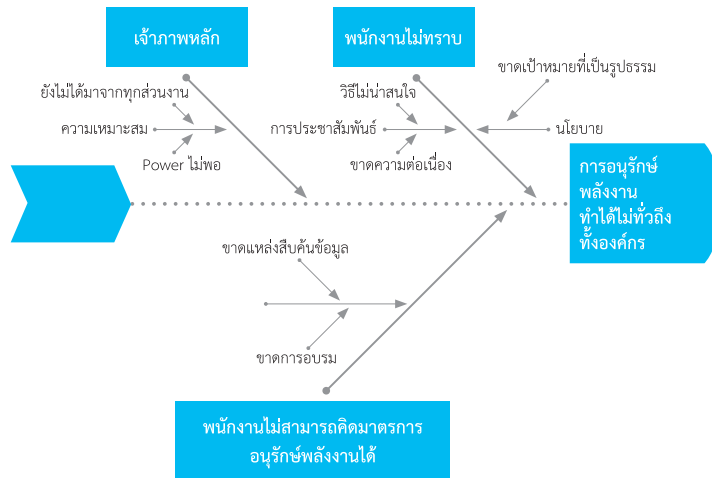 เจ้าภาพหลัก
พนักงานไม่ทราบ
ขาดเป้าหมายที่เป็นรูปธรรม
ยังไม่ได้มาจากทุกส่วนงาน
วิธีไม่น่าสนใจ
ความเหมาะสม
การประชาสัมพันธ์
นโยบาย
Power ไม่พอ
ขาดความต่อเนื่อง
การอนุรักษ์
พลังงาน
ทำได้ไม่ทั่วถึง
ทั้งองค์กร
ขาดแหล่งสืบค้นข้อมูล
ขาดการอบรม
พนักงานไม่สามารถคิดมาตรการ
อนุรักษ์พลังงานได้